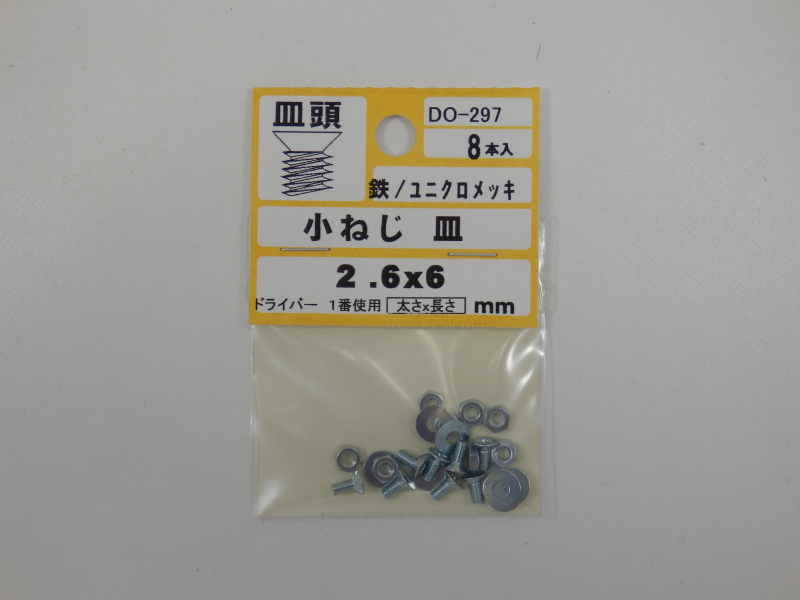 皿頭
DO-297
8本入
鉄/ユニクロメッキ
小ねじ 皿
2.6x6
ドライバー 1番使用 太さx長さ mm